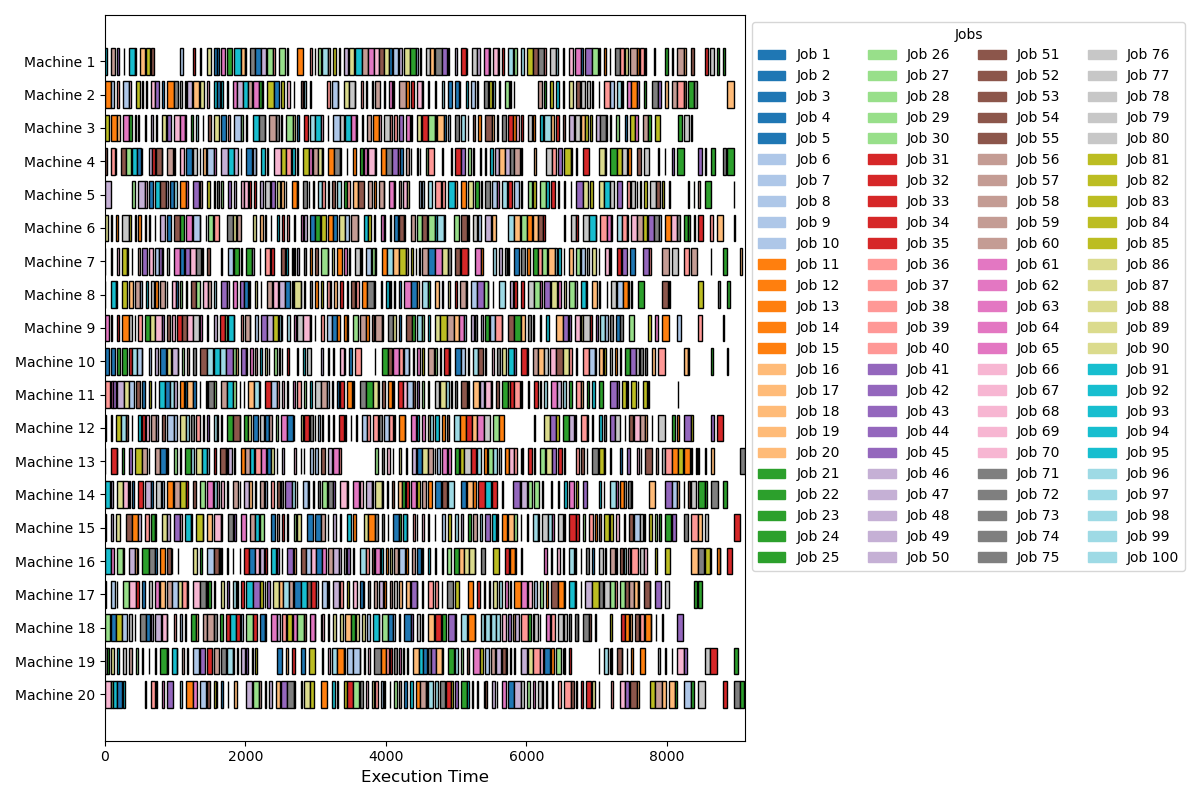 Machine 1
Machine 2
Machine 3
Machine 4
Machine 5
Machine 6
Machine 7
Machine 8
Machine 9
Machine 10
Machine 11
Machine 12
Machine 13
Machine 14
Machine 15
Machine 16
Machine 17
Machine 18
Machine 19
Machine 20
0 2000 4000 6000 8000
Execution Time
Jobs
Job 1 Job 26 Job 51 Job 76
Job 2 Job 27 Job 52 Job 77
Job 3 Job 28 Job 53 Job 78
Job 4 Job 29 Job 54 Job 79
Job 5 Job 30 Job 55 Job 80
Job 6 Job 31 Job 56 Job 81
Job 7 Job 32 Job 57 Job 82
Job 8 Job 33 Job 58 Job 83
Job 9 Job 34 Job 59 Job 84
Job 10 Job 35 Job 60 Job 85
Job 11 Job 36 Job 61 Job 86
Job 12 Job 37 Job 62 Job 87
Job 13 Job 38 Job 63 Job 88
Job 14 Job 39 Job 64 Job 89
Job 15 Job 40 Job 65 Job 90
Job 16 Job 41 Job 66 Job 91
Job 17 Job 42 Job 67 Job 92
Job 18 Job 43 Job 68 Job 93
Job 19 Job 44 Job 69 Job 94
Job 20 Job 45 Job 70 Job 95
Job 21 Job 46 Job 71 Job 96
Job 22 Job 47 Job 72 Job 97
Job 23 Job 48 Job 73 Job 98
Job 24 Job 49 Job 74 Job 99
Job 25 Job 50 Job 75 Job 100